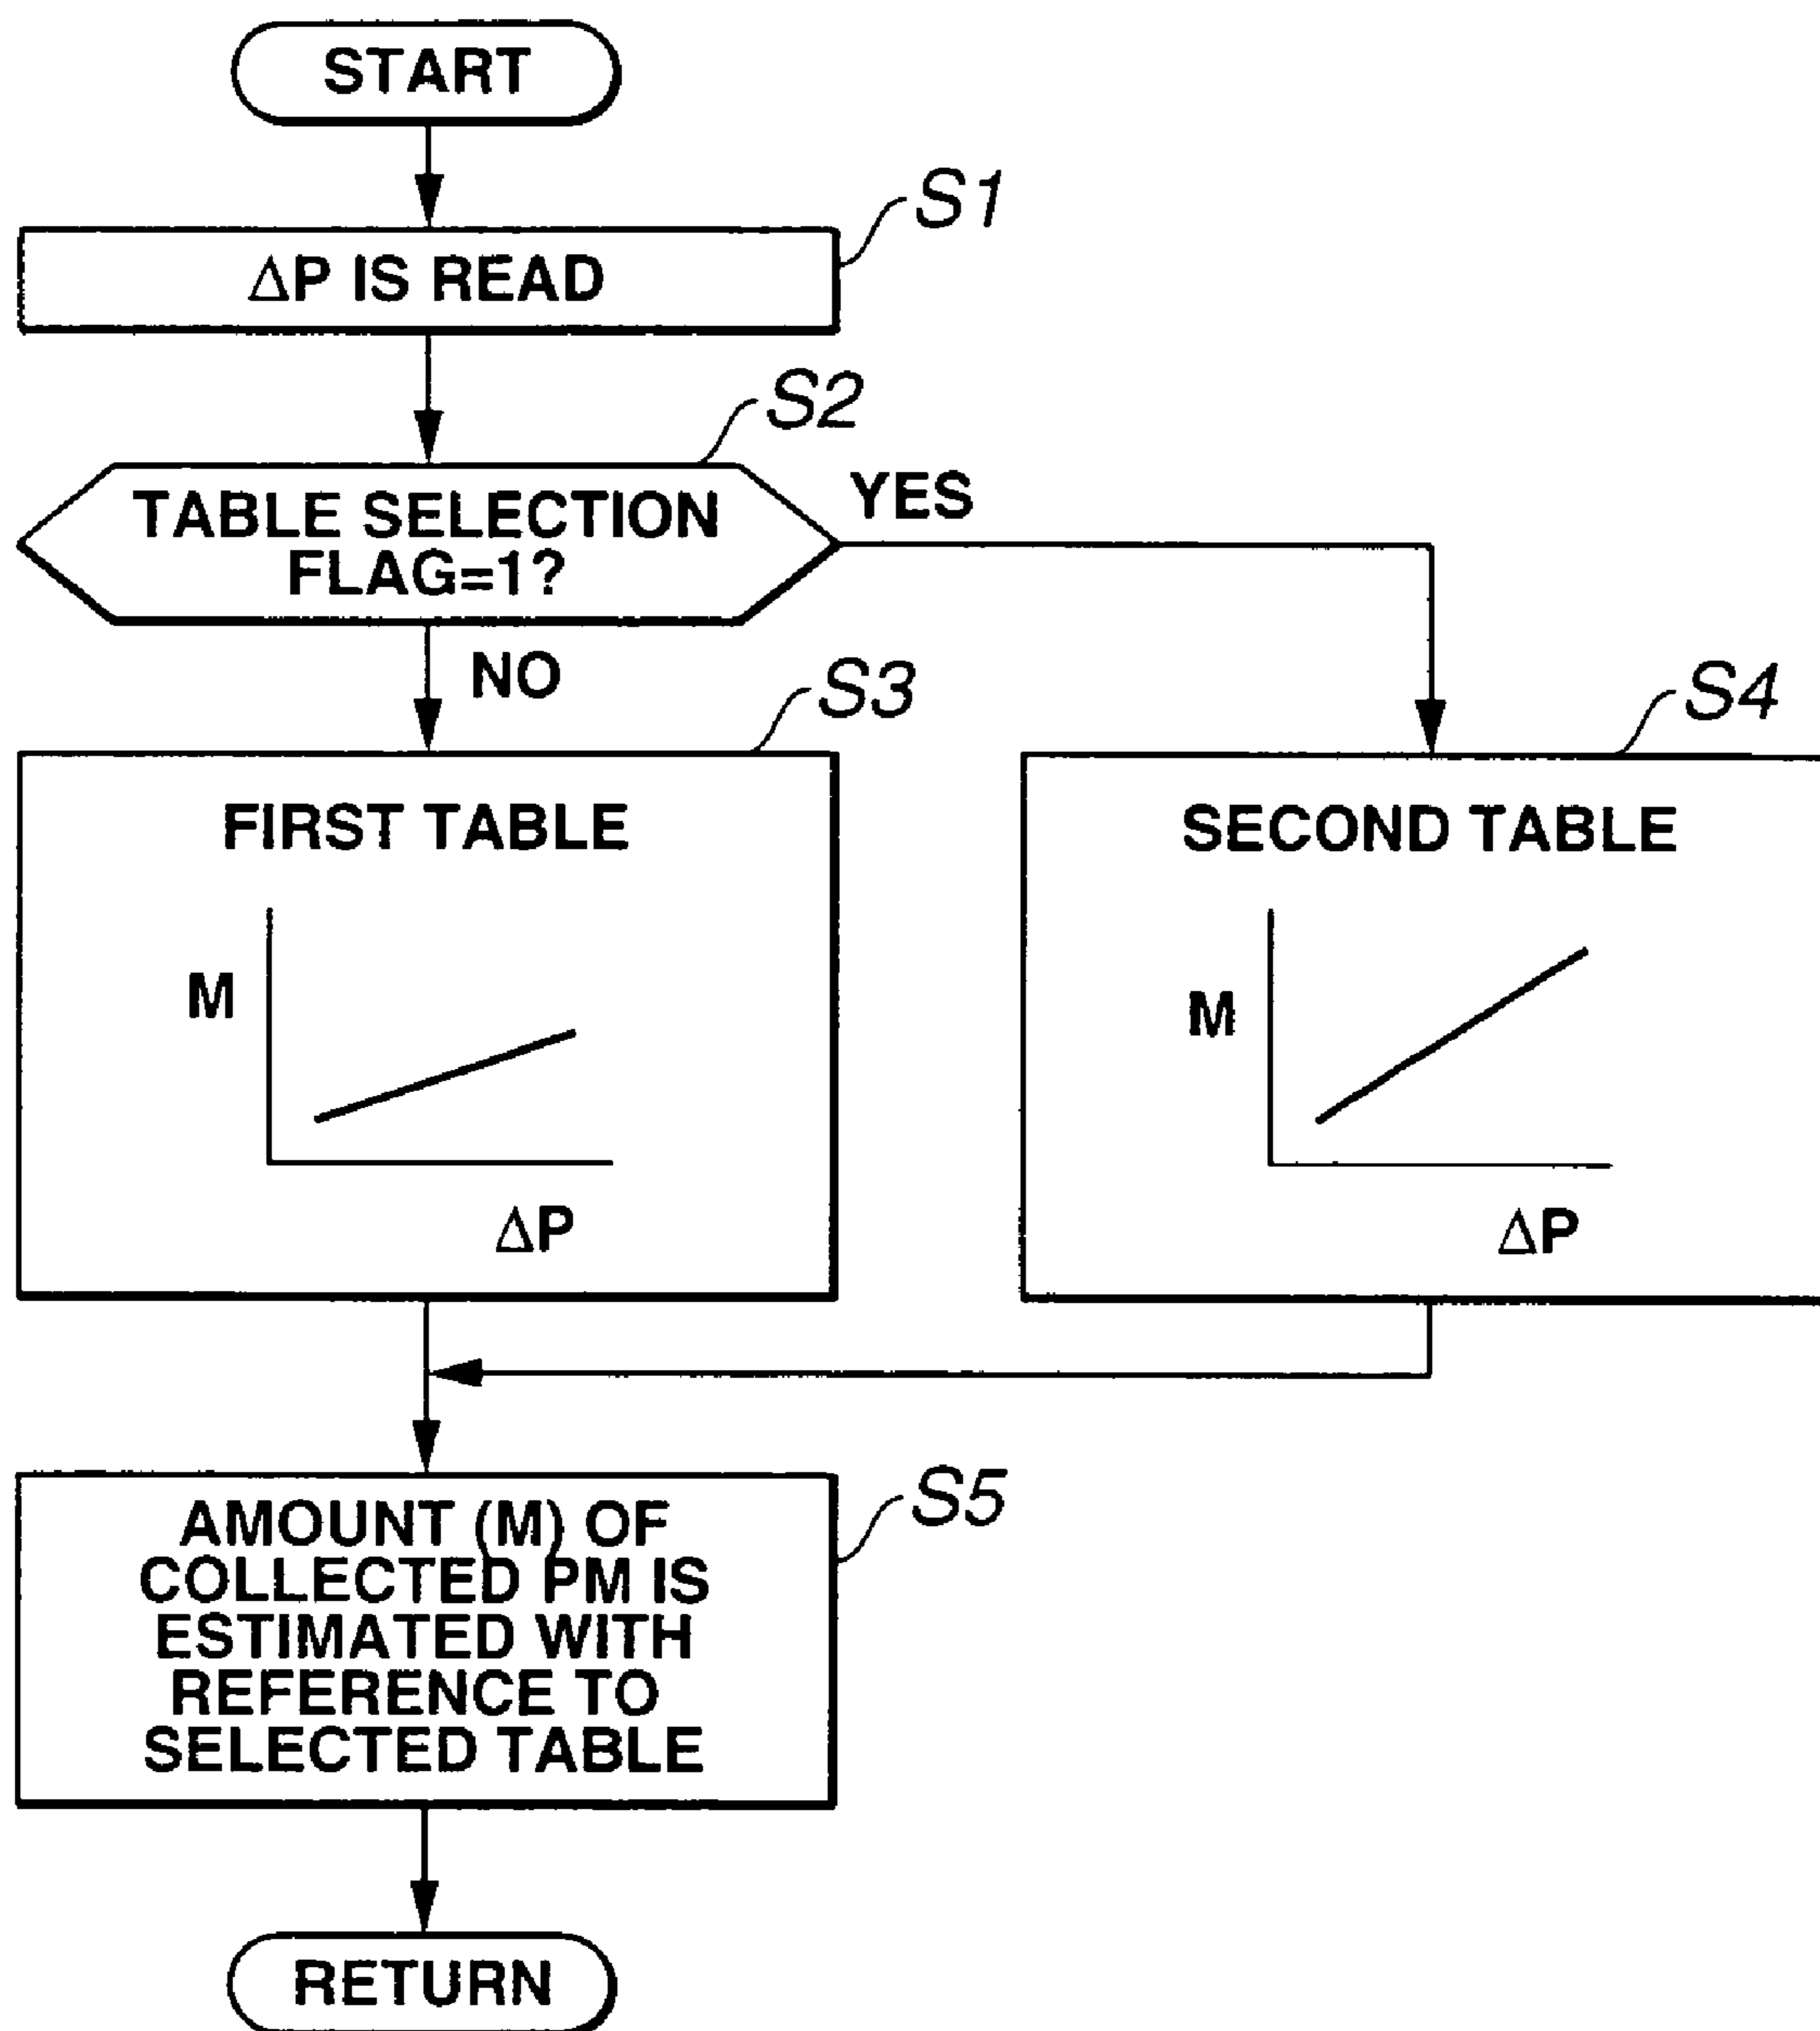 START
S1
ΔP IS READ
S2
TABLE SELECTION
FLAG=1?
YES
NO
S3
FIRST TABLE
M
ΔP
S4
SECOND TABLE
M
ΔP
S5
AMOUNT (M) OF
COLLECTED PM IS
ESTIMATED WITH
REFERENCE TO
SELECTED TABLE
RETURN